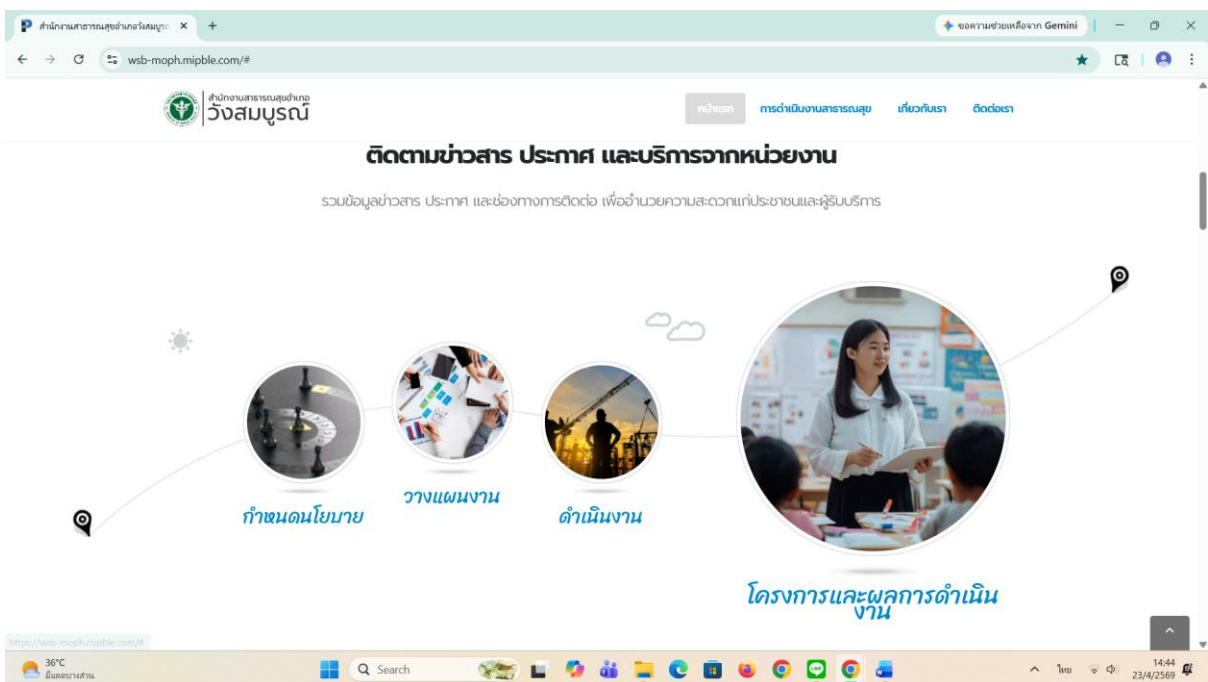 สำนักงานสาธารณสุขอำเภอวังสมบูรณ
ขอความช่วยเหลือจาก Gemini
wsb-moph.mipble.com/#
สำนักงานสาธารณสุขอำเภอ
วังสมบูรณ์
หน้าแรก
การดำเนินงานสาธารณสุข
เกี่ยวกับเรา
ติดต่อเรา
ติดตามข่าวสาร ประกาศ และบริการจากหน่วยงาน
รวมข้อมูลข่าวสาร ประกาศ และช่องทางการติดต่อ เพื่ออำนวยความสะดวกแก่ประชาชนและผู้รับบริการ
กำหนดนโยบาย
วางแผนงาน
ดำเนินงาน
โครงการและผลการดำเนิน
งาน
https://wsb-moph.mipble.com/#
36°C
มีแดดบางส่วน
Search
ไทย
14:44
23/4/2569